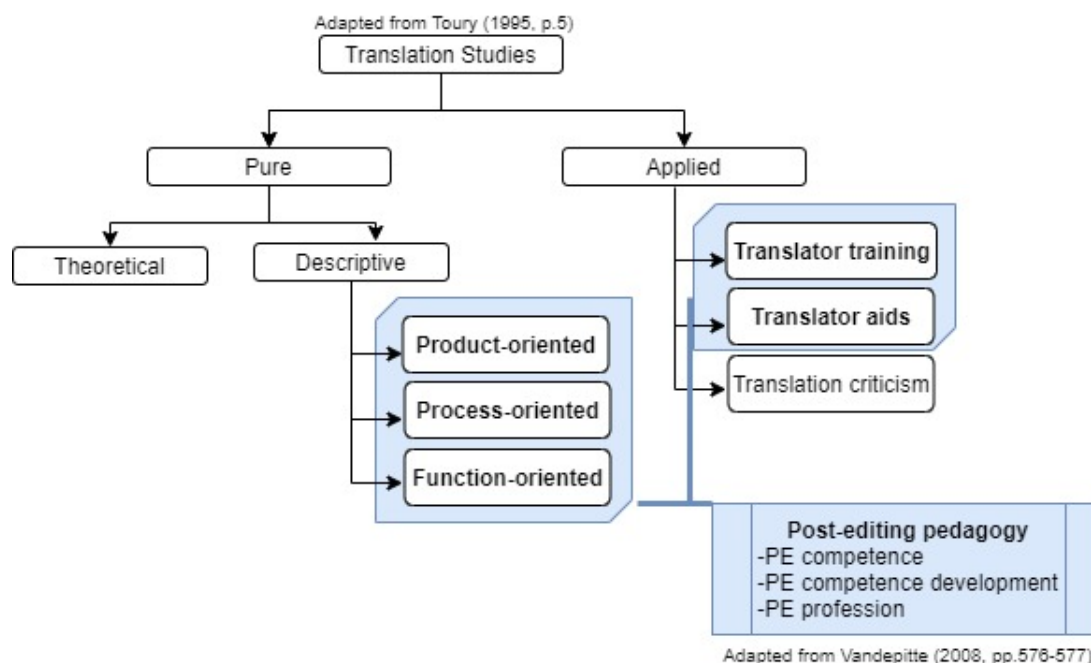 Adapted from Toury (1995, p.5)
Translation Studies
Pure
Applied
Theoretical
Descriptive
Translator training
Translator aids
Translation criticism
Product-oriented
Process-oriented
Function-oriented
Post-editing pedagogy
-PE competence
-PE competence development
-PE profession
Adapted from Vandepitte (2008, pp.576-577)